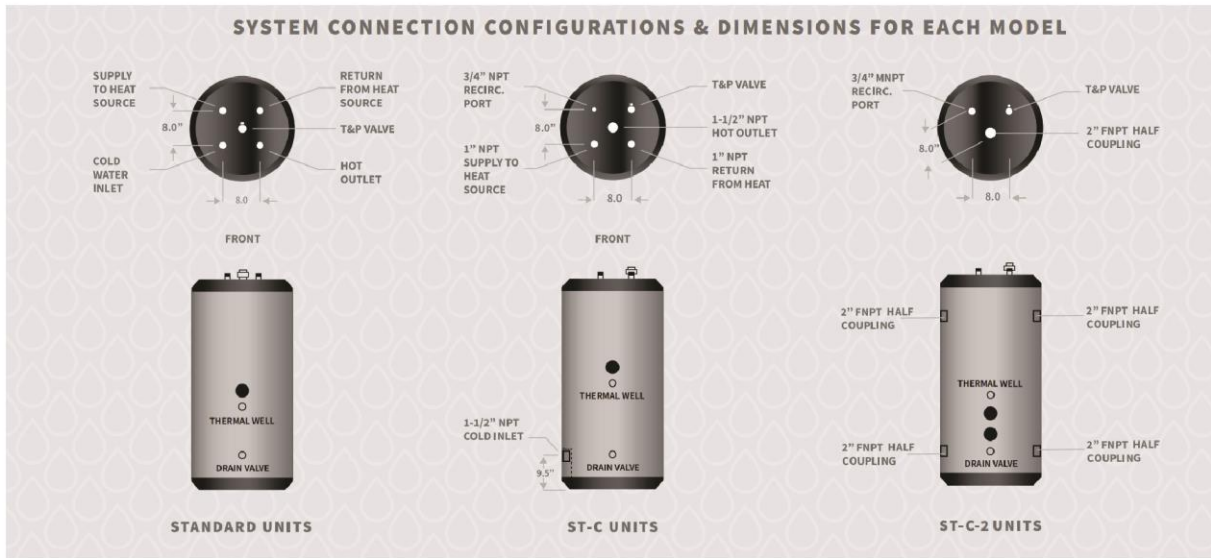 SYSTEM CONNECTION CONFIGURATIONS & DIMENSIONS FOR EACH MODEL
SUPPLY
TO HEAT
SOURCE
8.0"
COLD
WATER
INLET
RETURN
FROM HEAT
SOURCE
T&P VALVE
HOT
OUTLET
8.0
FRONT
3/4" NPT
RECIRC.
PORT
8.0"
1" NPT
SUPPLY TO
HEAT
SOURCE
T&P VALVE
1-1/2" NPT
HOT OUTLET
1" NPT
RETURN
FROM HEAT
8.0
FRONT
3/4" MNPT
RECIRC.
PORT
8.0"
T&P VALVE
2" FNPT HALF
COUPLING
8.0
THERMAL WELL
DRAIN VALVE
STANDARD UNITS
THERMAL WELL
1-1/2" NPT
COLD INLET
9.5"
DRAIN VALVE
ST-C UNITS
2" FNPT HALF
COUPLING
2" FNPT HALF
COUPLING
THERMAL WELL
2" FNPT HALF
COUPLING
2" FNPT HALF
COUPLING
DRAIN VALVE
ST-C-2 UNITS